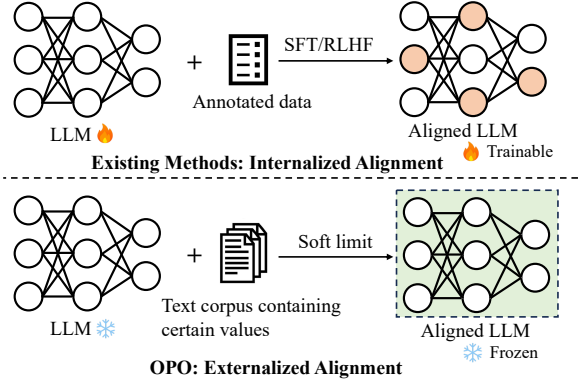 SFT/RLHF
+
Annotated data
LLM
Aligned LLM
Trainable
Existing Methods: Internalized Alignment
Soft limit
+
Text corpus containing
certain values
LLM
Aligned LLM
Frozen
OPO: Externalized Alignment